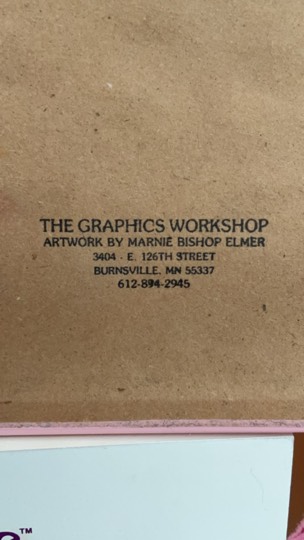 THE GRAPHICS WORKSHOP
ARTWORK BY MARNIE BISHOP ELMER
3404 - E. 126TH STREET
BURNSVILLE, MN 55337
612-894-2945
™